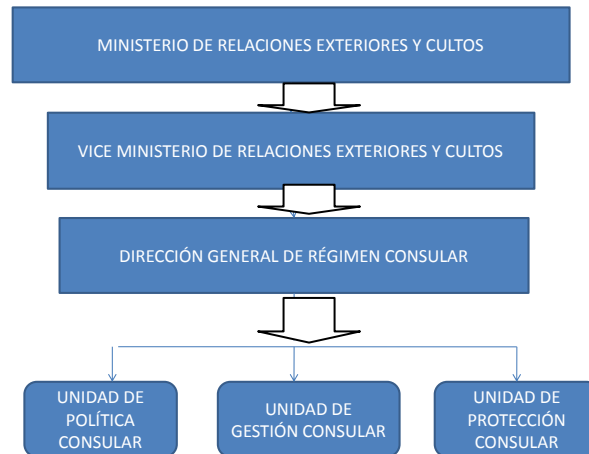 MINISTERIO DE RELACIONES EXTERIORES Y CULTOS
VICE MINISTERIO DE RELACIONES EXTERIORES Y CULTOS
DIRECCIÓN GENERAL DE RÉGIMEN CONSULAR
UNIDAD DE
POLÍTICA
CONSULAR
UNIDAD DE
GESTIÓN CONSULAR
UNIDAD DE
PROTECCIÓN
CONSULAR